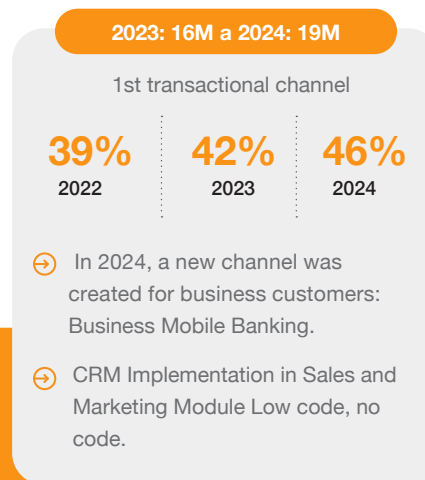 2023: 16M a 2024: 19M
1st transactional channel
39% 42% 46%
2022 2023 2024
In 2024, a new channel was
created for business customers:
Business Mobile Banking.
CRM Implementation in Sales and
Marketing Module Low code, no
code.